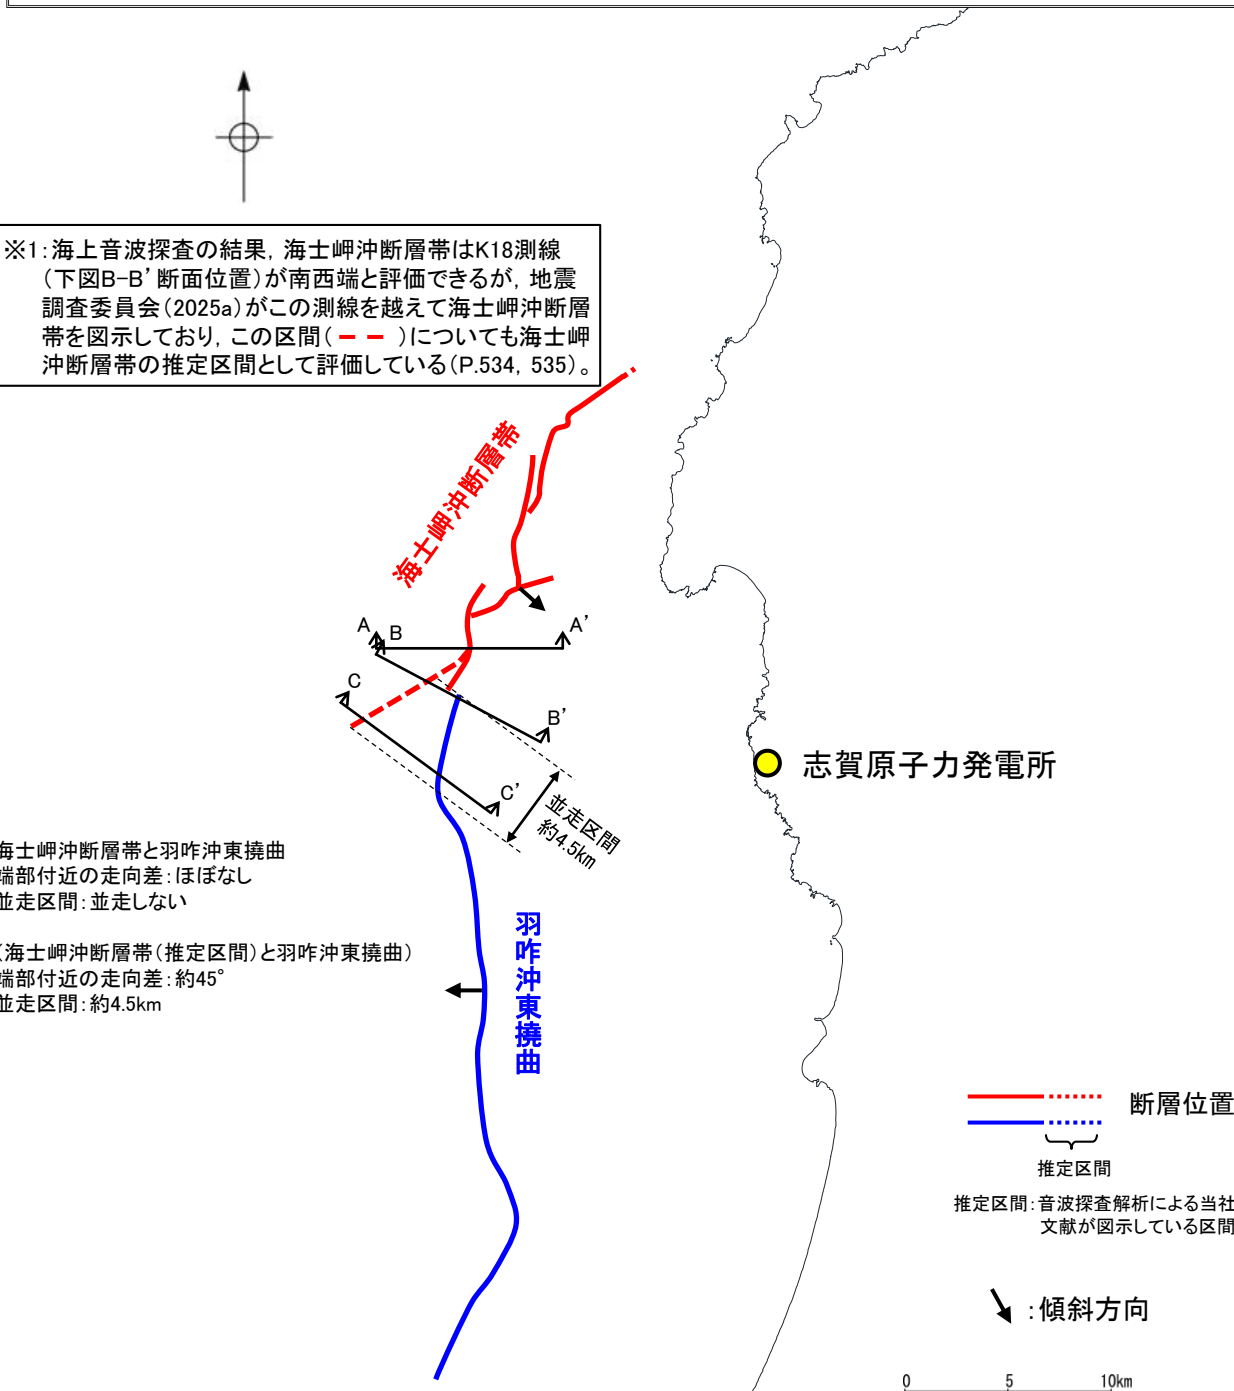 ※1：海上音波探査の結果，海士岬沖断層帯はK18測線
（下図B-B’断面位置）が南西端と評価できるが，地震
調査委員会（2025a）がこの測線を越えて海士岬沖断層
帯を図示しており，この区間（ ）についても海士岬
沖断層帯の推定区間として評価している（P.534，535）。
海士岬沖断層帯
A
B
A’
C
B’
C’
並走区間
約4.5km
志賀原子力発電所
海士岬沖断層帯と羽咋沖東撓曲
端部付近の走向差：ほぼなし
並走区間：並走しない
（海士岬沖断層帯（推定区間）と羽咋沖東撓曲）
端部付近の走向差：約45°
並走区間：約4.5km
羽咋沖東撓曲
断層位置
推定区間
推定区間：音波探査解析による当社
文献が図示している区間
：傾斜方向
0 5 10km